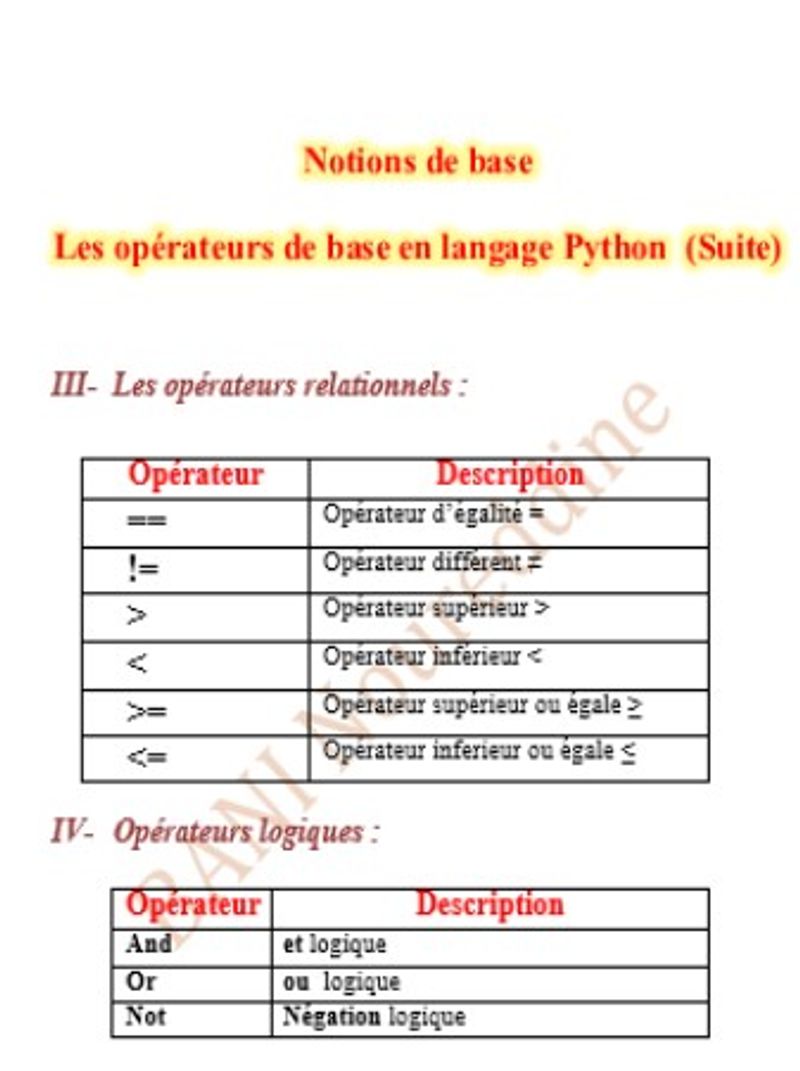 Notions de base
Les opérateurs de base en langage Python (Suite)
III- Les opérateurs relationnels :
Opérateur Description
== Opérateur d'égalité =
!= Opérateur différent ≠
> Opérateur supérieur >
< Opérateur inférieur <
>= Opérateur supérieur ou égale ≥
<= Opérateur inferieur ou égale ≤
IV- Opérateurs logiques :
Opérateur Description
And et logique
Or ou logique
Not Négation logique
BANI Noureddine